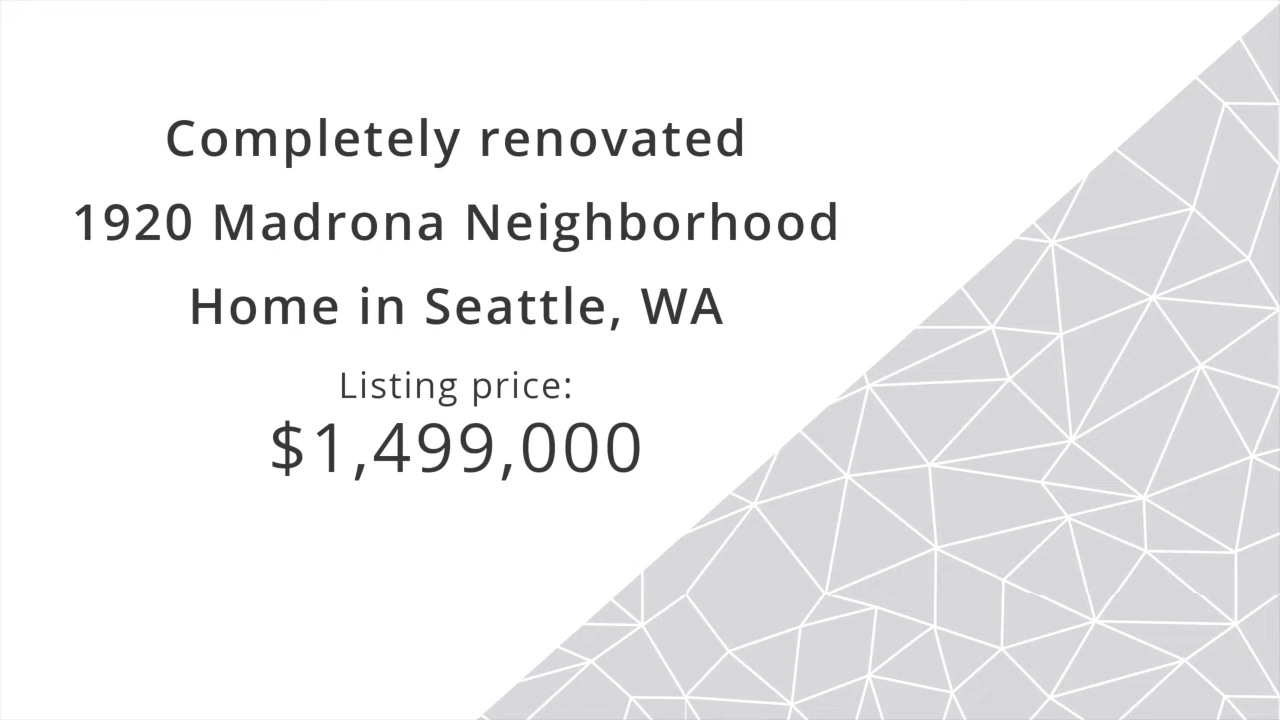 Completely renovated
1920 Madrona Neighborhood
Home in Seattle, WA
Listing price:
$1,499,000